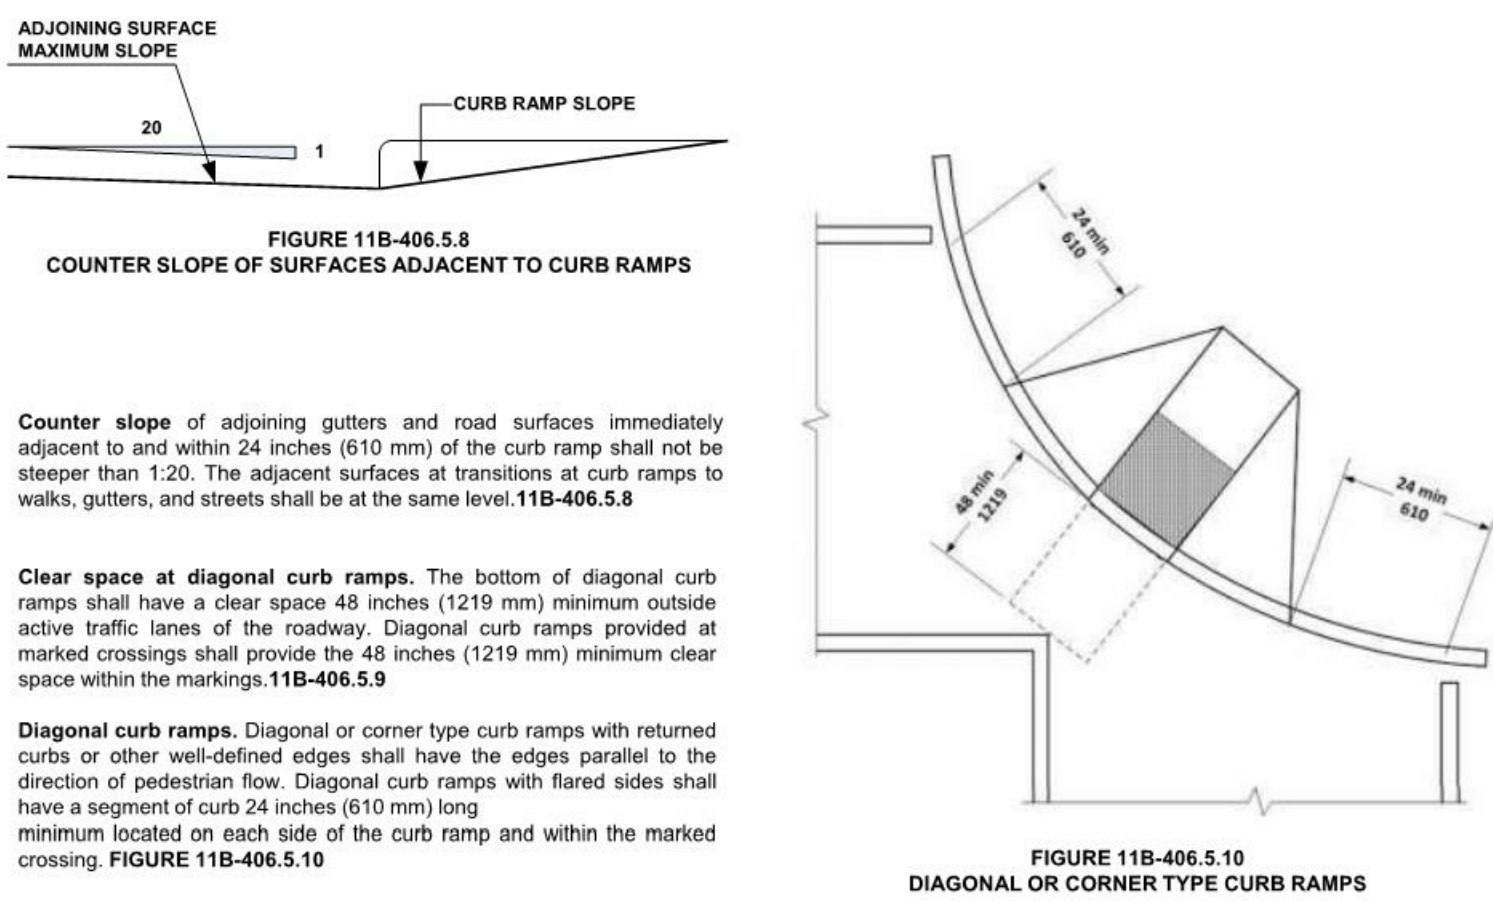 ADJOINING SURFACE
MAXIMUM SLOPE
CURB RAMP SLOPE
20
1
FIGURE 11B-406.5.8
COUNTER SLOPE OF SURFACES ADJACENT TO CURB RAMPS
Counter slope of adjoining gutters and road surfaces immediately
adjacent to and within 24 inches (610 mm) of the curb ramp shall not be
steeper than 1:20. The adjacent surfaces at transitions at curb ramps to
walks, gutters, and streets shall be at the same level.11B-406.5.8
Clear space at diagonal curb ramps. The bottom of diagonal curb
ramps shall have a clear space 48 inches (1219 mm) minimum outside
active traffic lanes of the roadway. Diagonal curb ramps provided at
marked crossings shall provide the 48 inches (1219 mm) minimum clear
space within the markings.11B-406.5.9
Diagonal curb ramps. Diagonal or corner type curb ramps with returned
curbs or other well-defined edges shall have the edges parallel to the
direction of pedestrian flow. Diagonal curb ramps with flared sides shall
have a segment of curb 24 inches (610 mm) long
minimum located on each side of the curb ramp and within the marked
crossing. FIGURE 11B-406.5.10
24 min
610
48 min
1219
24 min
610
FIGURE 11B-406.5.10
DIAGONAL OR CORNER TYPE CURB RAMPS